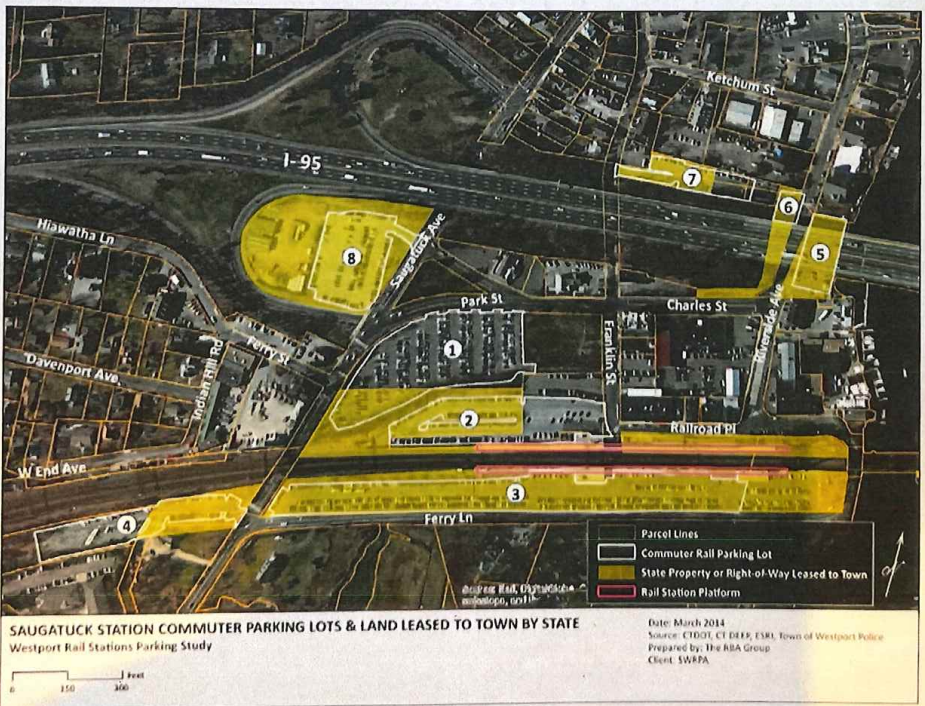 Ketchum St
I-95
7
6
Hiawatha Ln
8
Saugatuck Ave
5
Park St
Charles St
Riverside Ave
1
Franklin St
Ferry St
Davenport Ave
Indian Hill Rd
2
Railroad Pl
W End Ave
3
4
Ferry Ln
Parcel Lines
Commuter Rail Parking Lot
State Property or Right-of-Way Leased to Town
Rail Station Platform
SAUGATUCK STATION COMMUTER PARKING LOTS & LAND LEASED TO TOWN BY STATE
Westport Rail Stations Parking Study
Date: March 2014
Source: CTDOT, CT DEEP, ESRI, Town of Westport Police
Prepared by: The RBA Group
Client: SWRPA
Feet
0 150 300